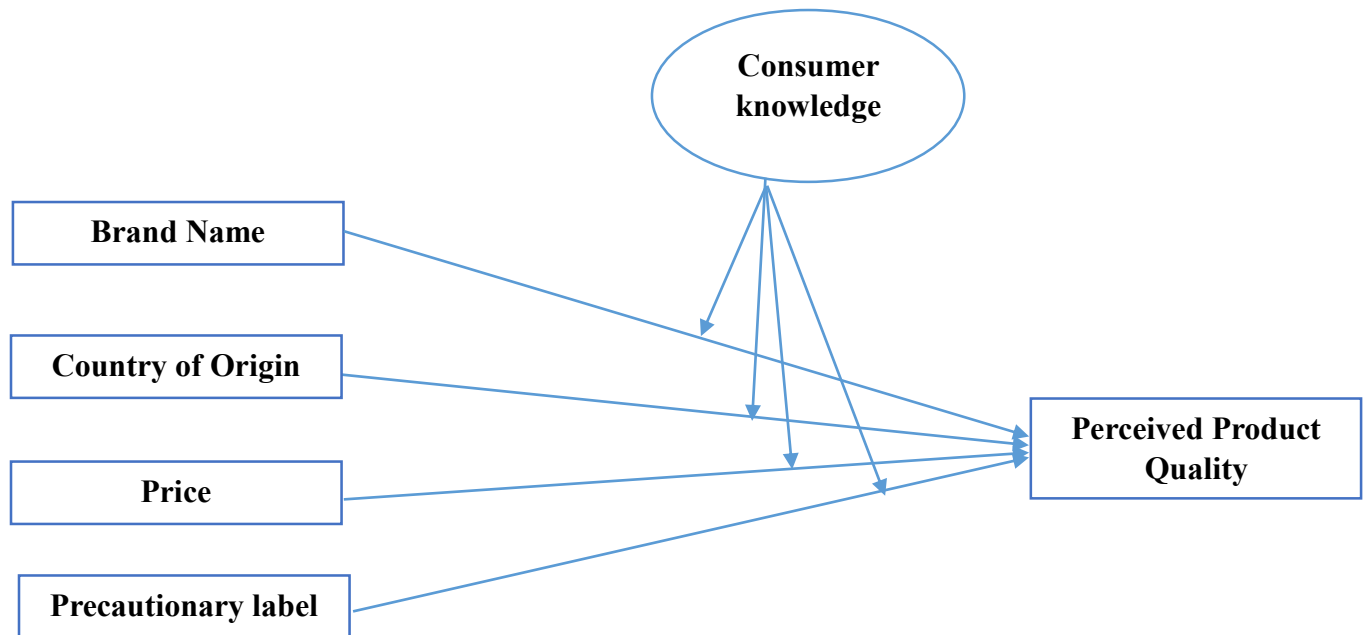 Consumer
knowledge
Brand Name
Country of Origin
Price
Precautionary label
Perceived Product
Quality